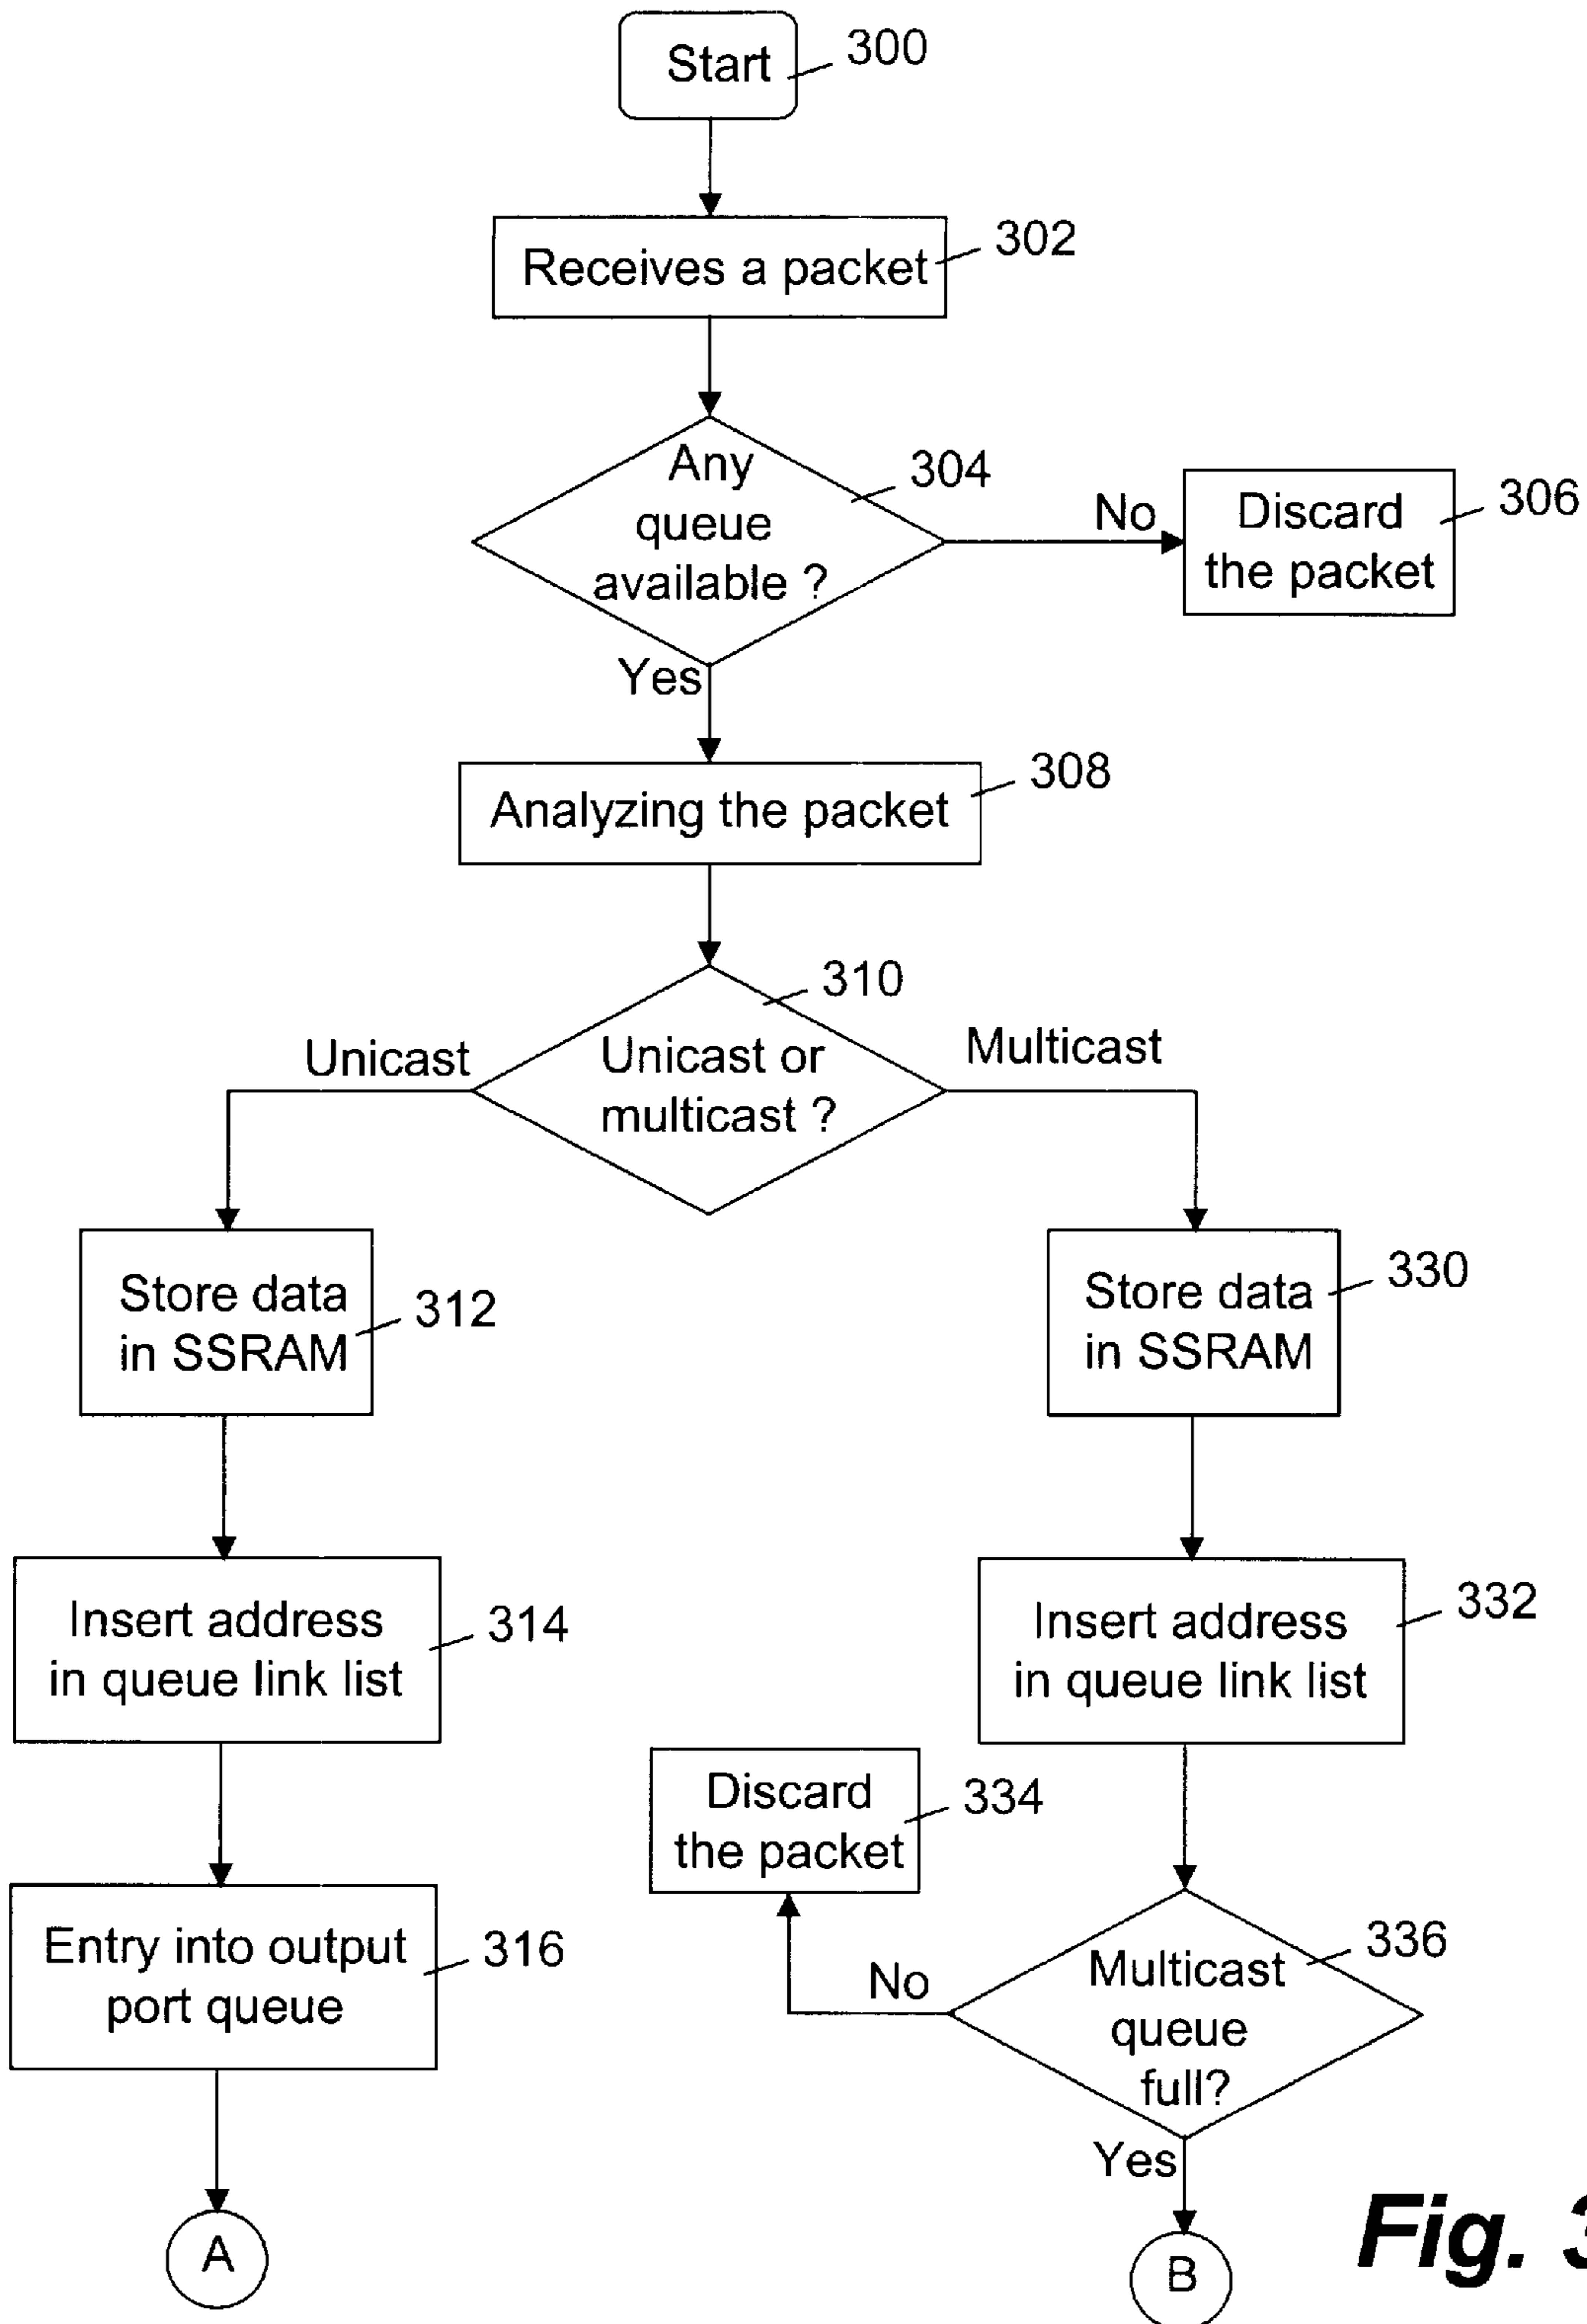 Start
300
Receives a packet
302
Any
queue
available ?
304
No
Discard
the packet
306
Yes
Analyzing the packet
308
310
Unicast
Unicast or
multicast ?
Multicast
Store data
in SSRAM
312
Store data
in SSRAM
330
Insert address
in queue link list
314
Insert address
in queue link list
332
Discard
the packet
334
Entry into output
port queue
316
No
Multicast
queue
full?
336
Yes
A
B
Fig. 3